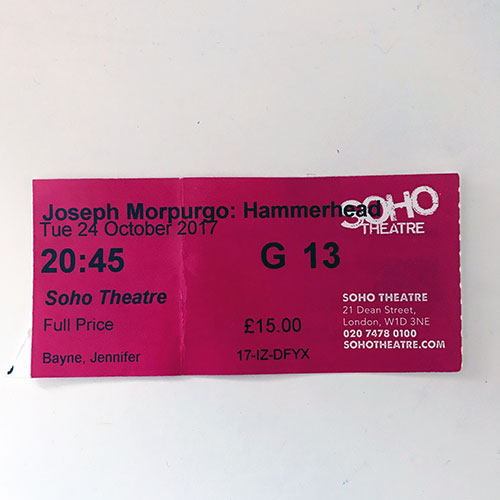 Joseph Morpurgo: Hammerhead
SOHO
THEATRE
Tue 24 October 2017
20:45
G 13
Soho Theatre
Full Price
£15.00
Bayne, Jennifer
17-IZ-DFYX
SOHO THEATRE
21 Dean Street,
London, W1D 3NE
020 7478 0100
SOHOTHEATRE.COM